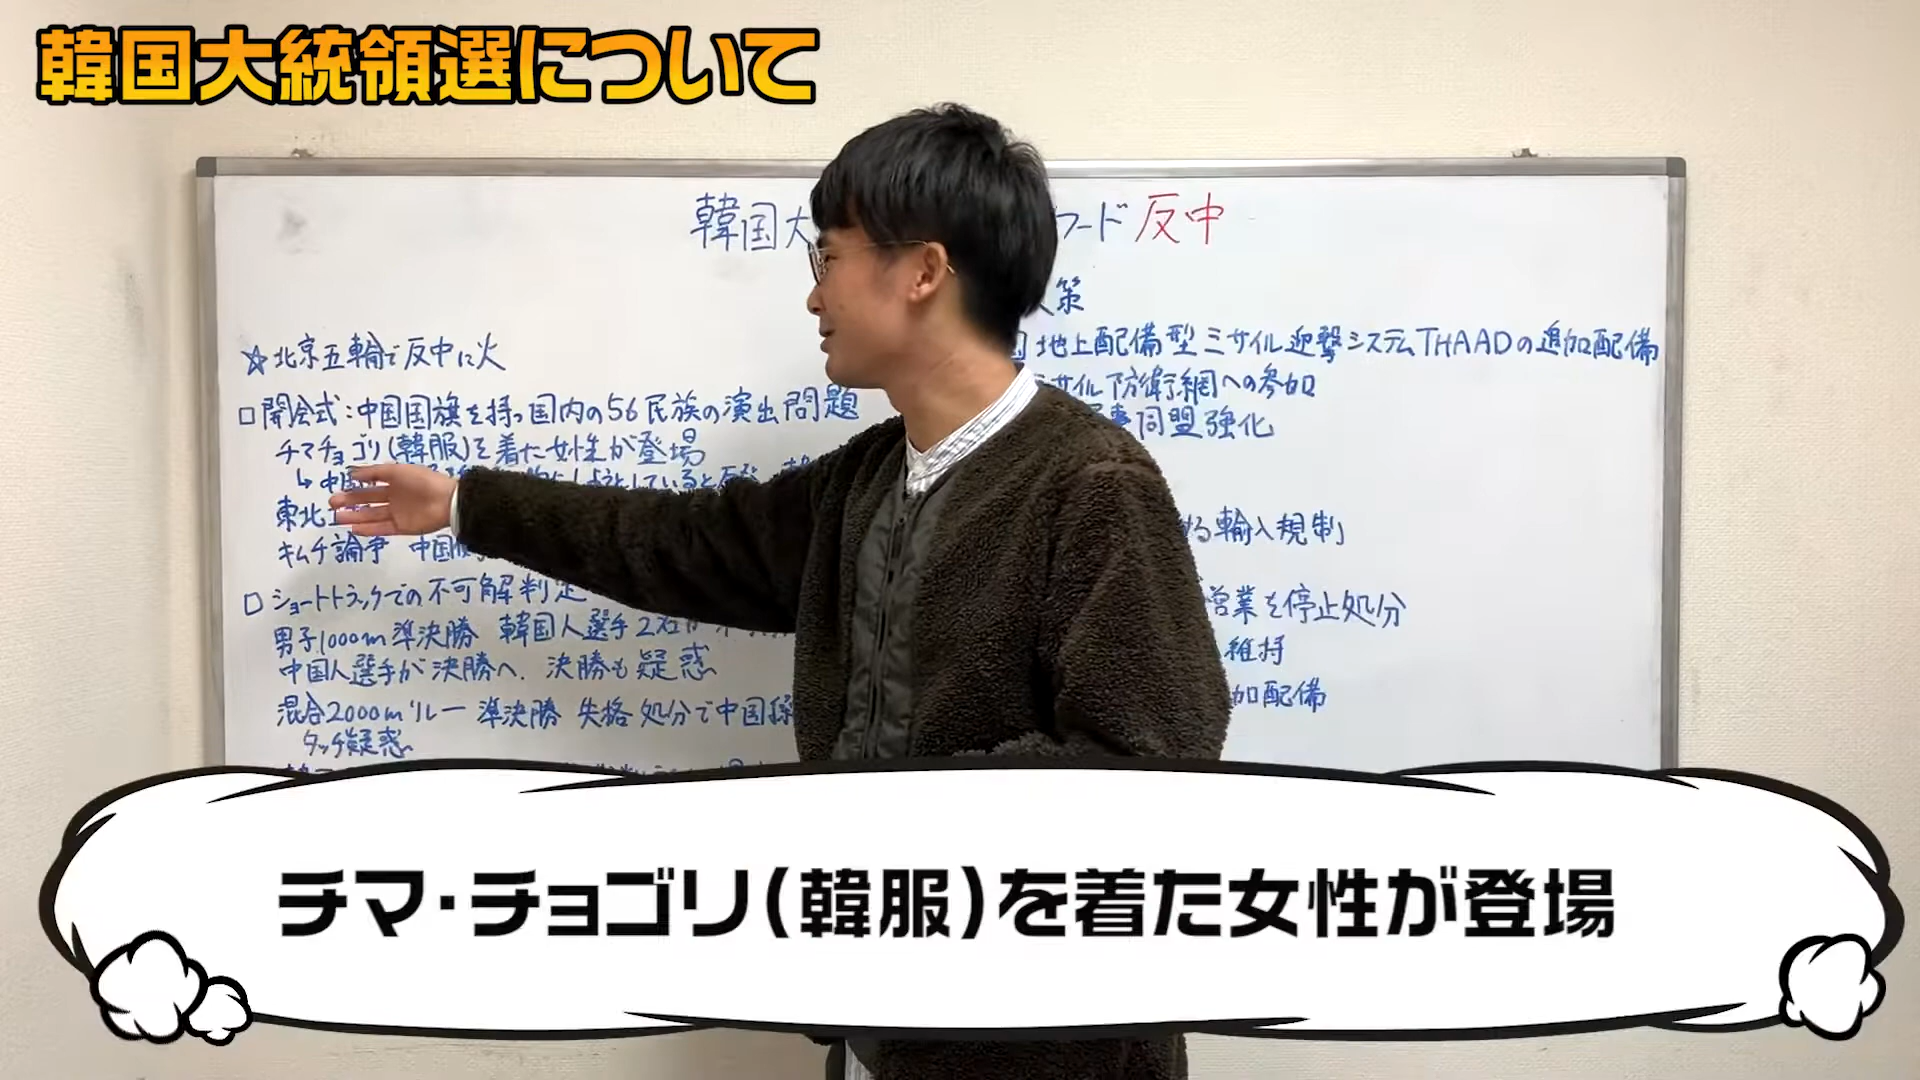 韓国大統領選について
韓国大 ワード 反中
☆北京五輪で反中に火
□開会式:中国国旗を持つ国内の56民族の演出問題
チマチョゴリ(韓服)を着た女性が登場
↳中国 していると反発
東北工
キムチ論争 中国
□ショートトラックでの不可解判定
男子1000m準決勝 韓国人選手2名が
中国人選手が決勝へ. 決勝も疑惑
混合2000mリレー 準決勝 失格処分で中国
タッチ疑惑
策
地上配備型ミサイル迎撃システムTHAADの追加配備
ミサイル防衛網への参加
同盟強化
る輸入規制
営業を停止処分
維持
加配備
チマ・チョゴリ(韓服)を着た女性が登場